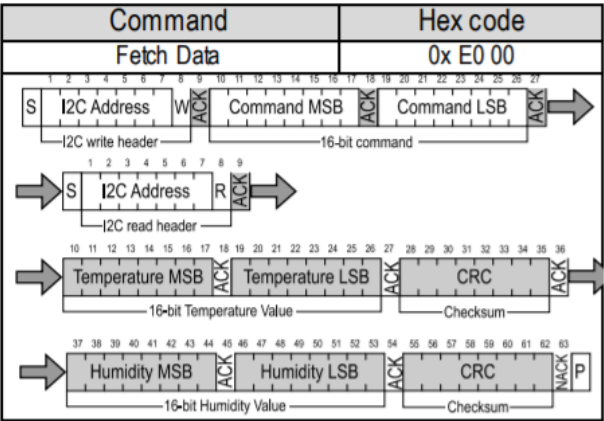 Command Hex code
Fetch Data 0x E0 00
1 2 3 4 5 6 7 8 9 10 11 12 13 14 15 16 17 18 19 20 21 22 23 24 25 26 27
S I2C Address W ACK Command MSB ACK Command LSB ACK
I2C write header 16-bit command
1 2 3 4 5 6 7 8 9
S I2C Address R ACK
I2C read header
10 11 12 13 14 15 16 17 18 19 20 21 22 23 24 25 26 27 28 29 30 31 32 33 34 35 36
Temperature MSB ACK Temperature LSB ACK CRC ACK
16-bit Temperature Value Checksum
37 38 39 40 41 42 43 44 45 46 47 48 49 50 51 52 53 54 55 56 57 58 59 60 61 62 63
Humidity MSB ACK Humidity LSB ACK CRC NACK P
16-bit Humidity Value Checksum